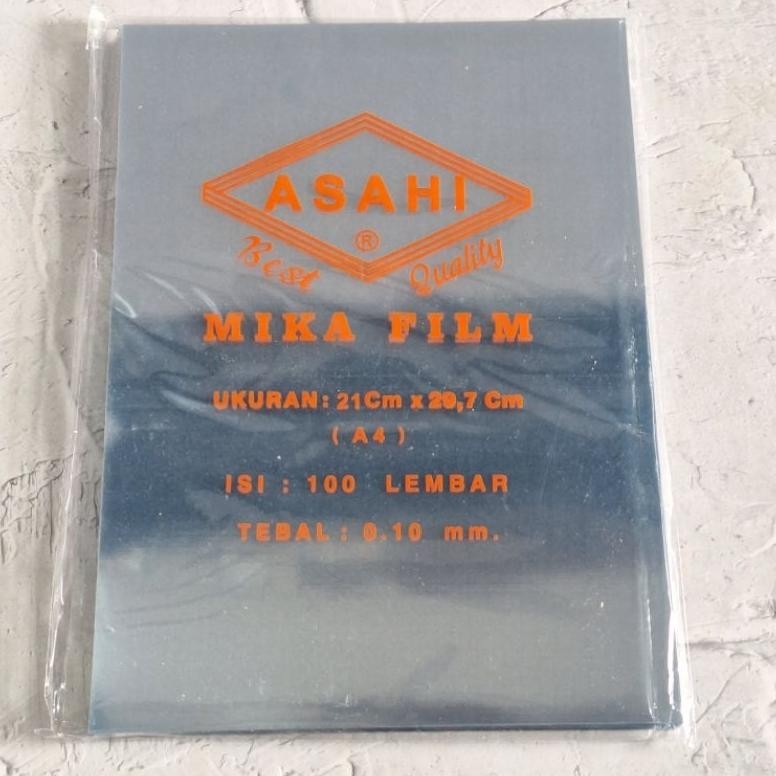 ASAHI
®
Best Quality
MIKA FILM
UKURAN: 21Cm x 29,7 Cm
( A4 )
ISI : 100 LEMBAR
TEBAL : 0.10 mm.